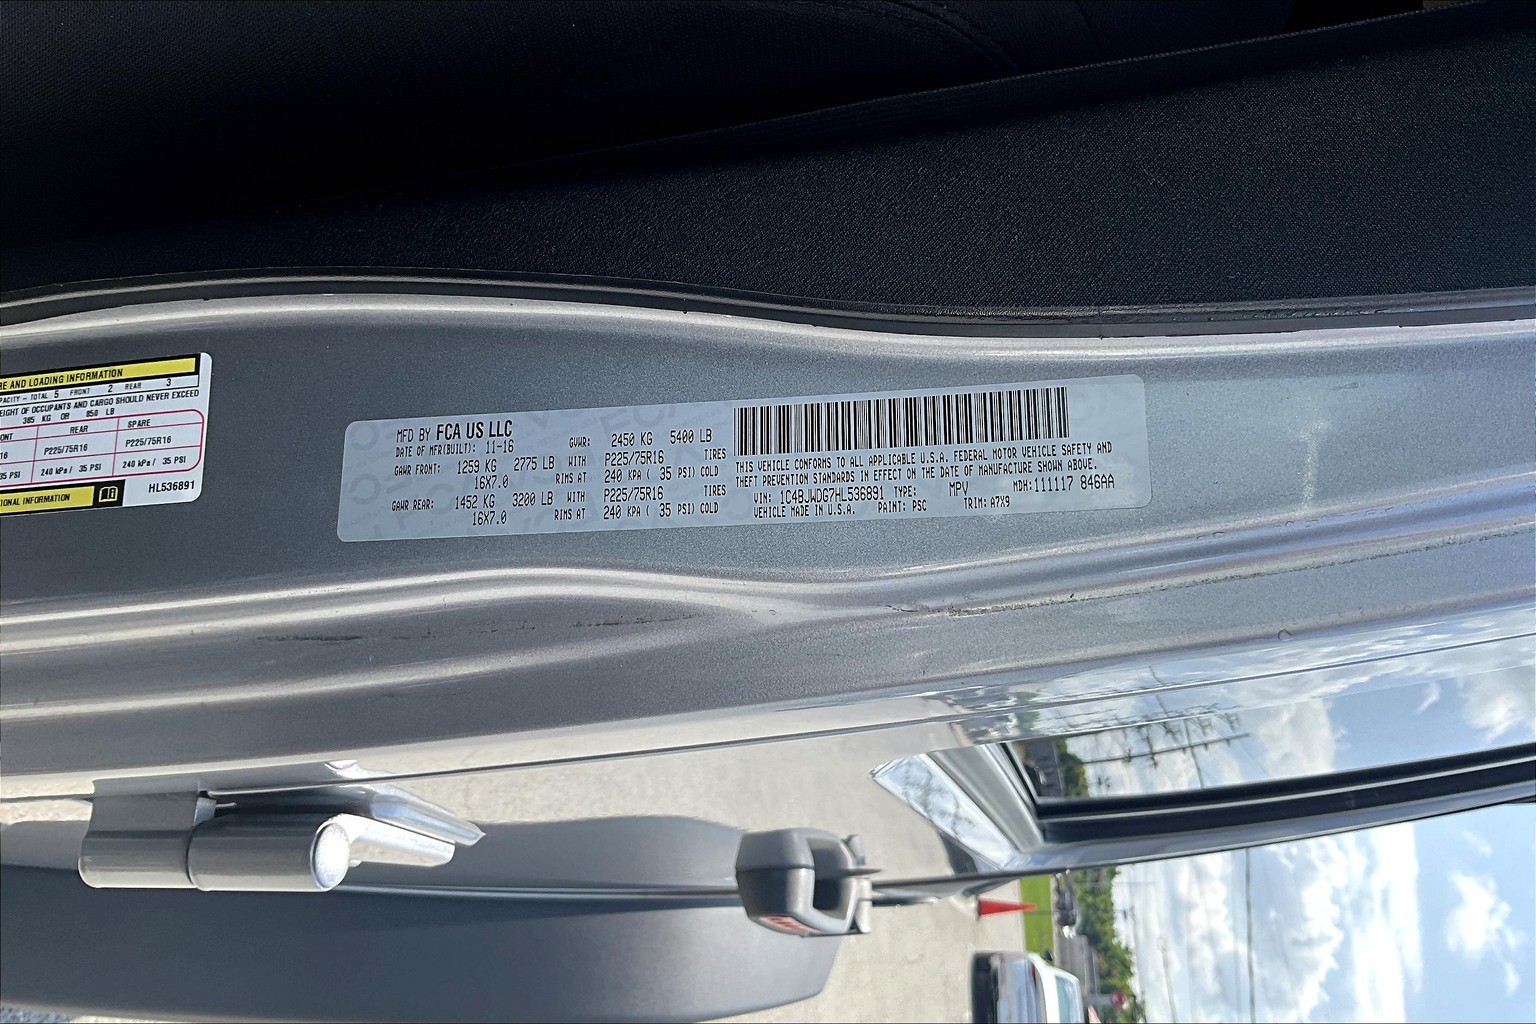 RE AND LOADING INFORMATION
PACITY - TOTAL 5 FRONT 2 REAR 3
EIGHT OF OCCUPANTS AND CARGO SHOULD NEVER EXCEED
385 KG OR 850 LB
ONT REAR SPARE
16 P225/75R16 P225/75R16
35 PSI 240 kPa / 35 PSI 240 kPa / 35 PSI
IONAL INFORMATION
HL536891
MFD BY FCA US LLC
DATE OF MFR(BUILT): 11-16
GVWR: 2450 KG 5400 LB
GAWR FRONT: 1259 KG 2775 LB WITH P225/75R16 TIRES
16X7.0 RIMS AT 240 KPA ( 35 PSI) COLD
GAWR REAR: 1452 KG 3200 LB WITH P225/75R16 TIRES
16X7.0 RIMS AT 240 KPA ( 35 PSI) COLD
THIS VEHICLE CONFORMS TO ALL APPLICABLE U.S.A. FEDERAL MOTOR VEHICLE SAFETY AND
THEFT PREVENTION STANDARDS IN EFFECT ON THE DATE OF MANUFACTURE SHOWN ABOVE.
VIN: 1C4BJWDG7HL536891 TYPE: MPV MDH:111117 846AA
VEHICLE MADE IN U.S.A. PAINT: PSC TRIM: A7X9